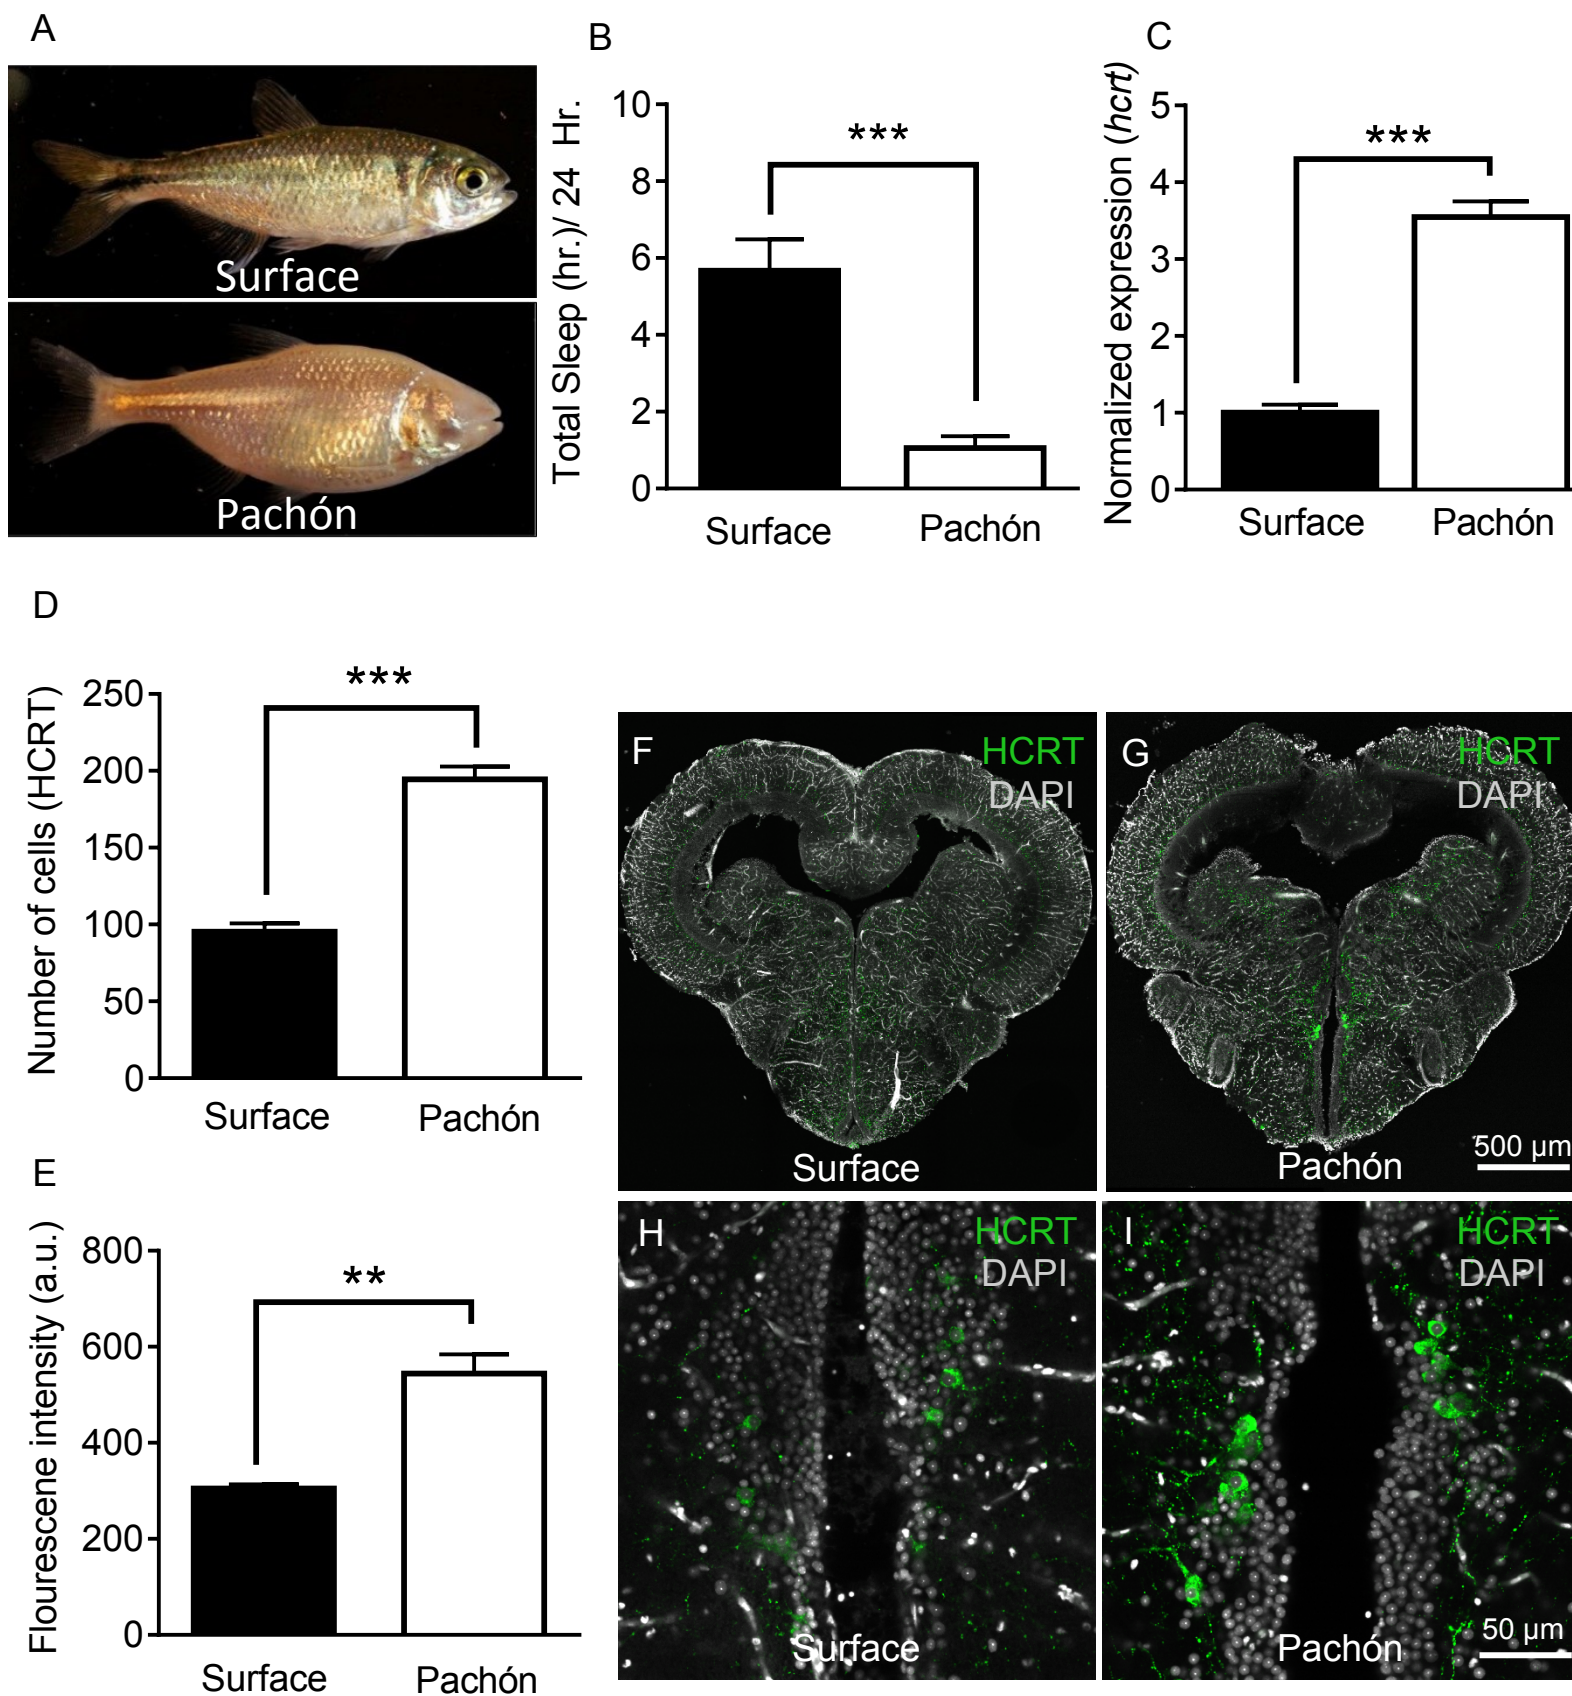 A
Surface
Pachón
B
Total Sleep (hr.)/ 24 Hr.
10
8
6
4
2
0
***
Surface
Pachón
C
Normalized expression (hcrt)
5
4
3
2
1
0
***
Surface
Pachón
D
Number of cells (HCRT)
250
200
150
100
50
0
***
Surface
Pachón
E
Flourescene intensity (a.u.)
800
600
400
200
0
**
Surface
Pachón
F
HCRT
DAPI
Surface
G
HCRT
DAPI
Pachón
500 µm
H
HCRT
DAPI
Surface
I
HCRT
DAPI
Pachón
50 µm